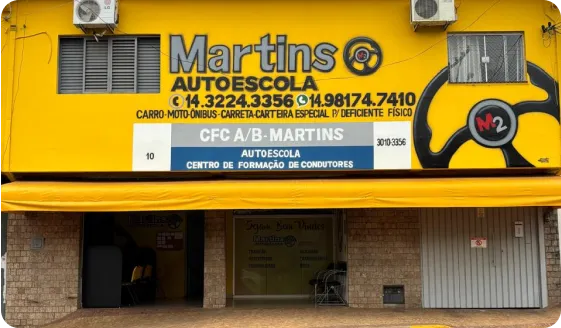 Martins
AUTOESCOLA
14.3224.3356 14.98174.7410
CARRO-MOTO-ÔNIBUS-CARRETA-CARTEIRA ESPECIAL P/ DEFICIENTE FÍSICO
CFC A/B-MARTINS
10
AUTOESCOLA
CENTRO DE FORMAÇÃO DE CONDUTORES
3010-3356
M2